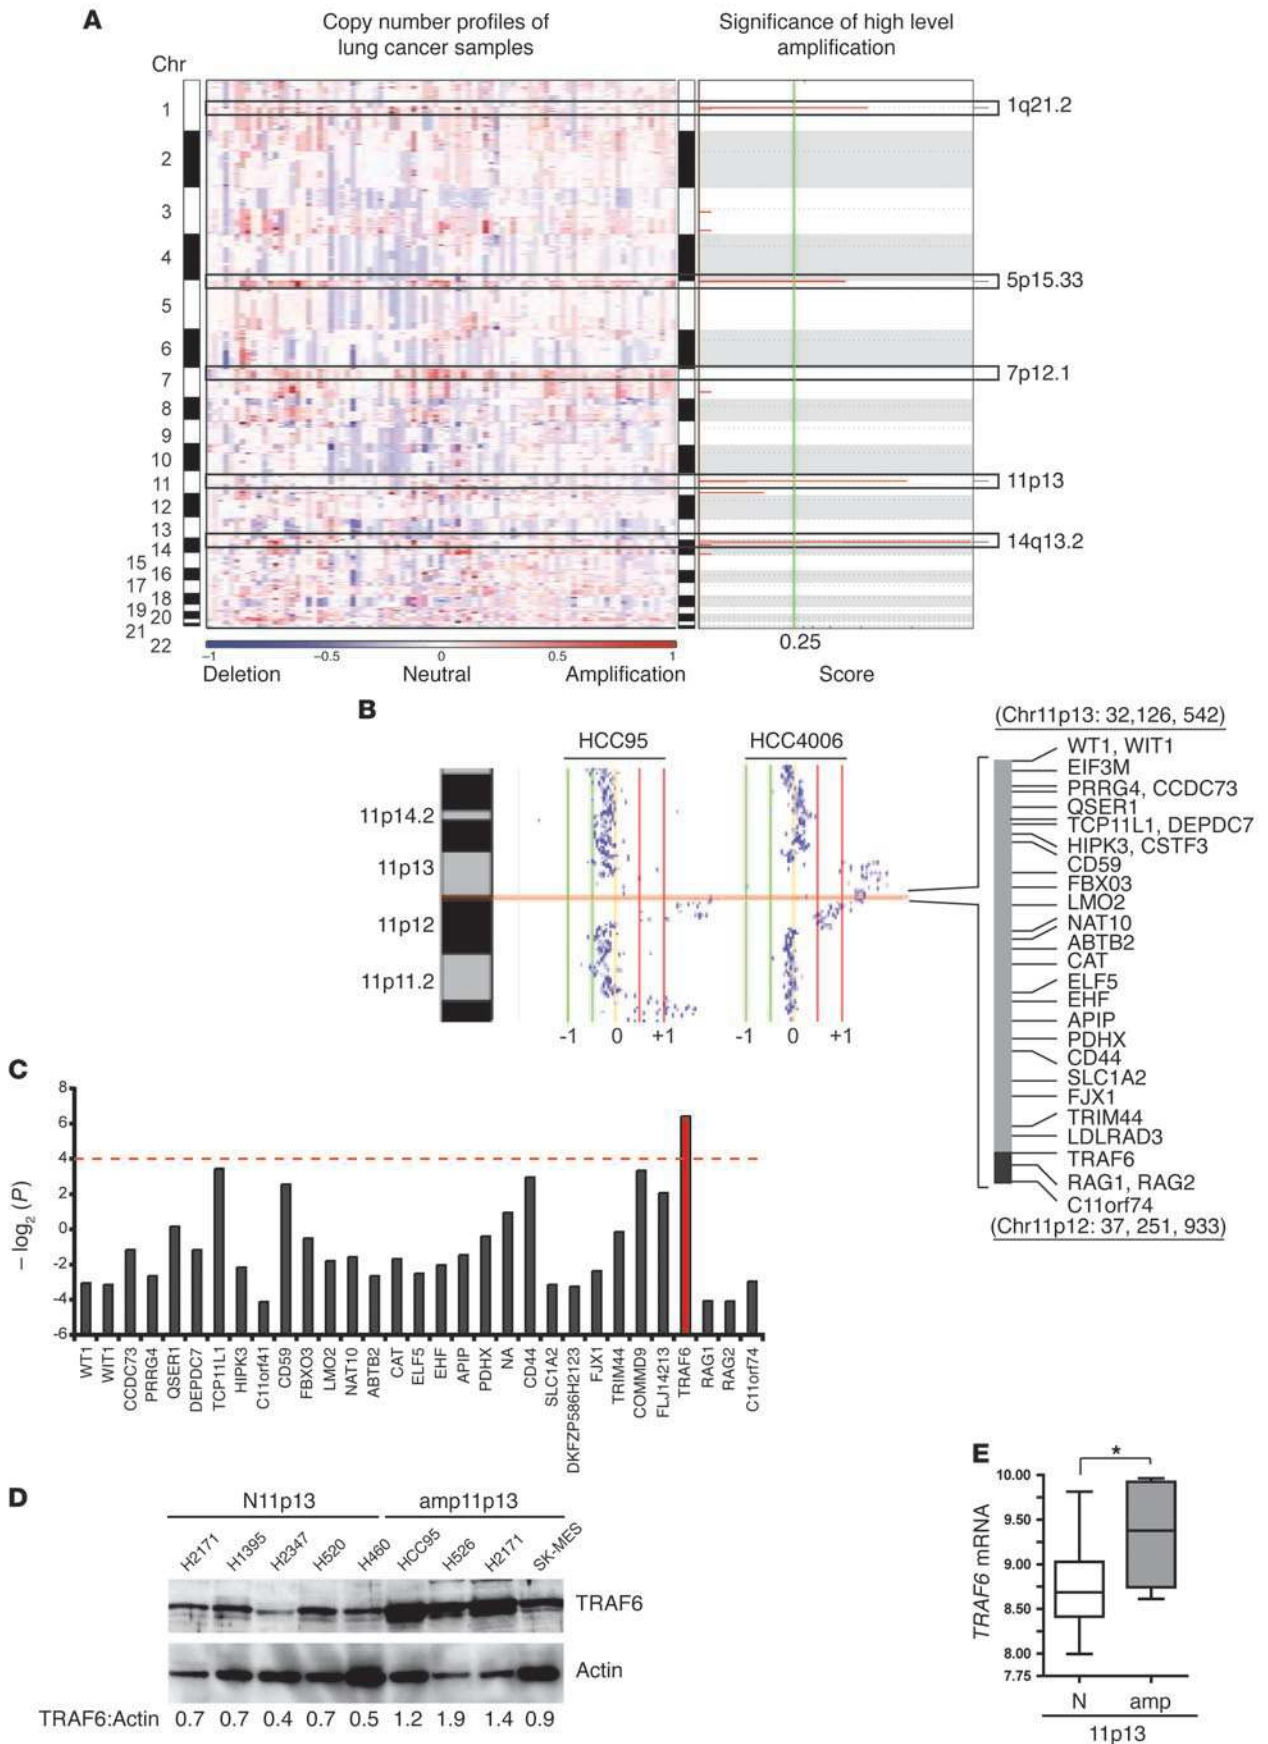 A
Copy number profiles of
lung cancer samples
Significance of high level
amplification
Chr
1
2
3
4
5
6
7
8
9
10
11
12
13
14
15
16
17
18
19
20
21
22
1q21.2
5p15.33
7p12.1
11p13
14q13.2
−1
−0.5
0
0.5
1
Deletion
Neutral
Amplification
0.25
Score
B
HCC95
HCC4006
11p14.2
11p13
11p12
11p11.2
-1 0 +1
-1 0 +1
(Chr11p13: 32,126, 542)
WT1, WIT1
EIF3M
PRRG4, CCDC73
QSER1
TCP11L1, DEPDC7
HIPK3, CSTF3
CD59
FBX03
LMO2
NAT10
ABTB2
CAT
ELF5
EHF
APIP
PDHX
CD44
SLC1A2
FJX1
TRIM44
LDLRAD3
TRAF6
RAG1, RAG2
C11orf74
(Chr11p12: 37, 251, 933)
C
− log2 (P)
8
6
4
2
0
-2
-4
-6
WT1
WIT1
CCDC73
PRRG4
QSER1
DEPDC7
TCP11L1
HIPK3
C11orf41
CD59
FBXO3
LMO2
NAT10
ABTB2
CAT
ELF5
EHF
APIP
PDHX
NA
CD44
SLC1A2
DKFZP586H2123
FJX1
TRIM44
COMMD9
FLJ14213
TRAF6
RAG1
RAG2
C11orf74
D
N11p13
amp11p13
H2171
H1395
H2347
H520
H460
HCC95
H526
H2171
SK-MES
TRAF6
Actin
TRAF6:Actin 0.7 0.7 0.4 0.7 0.5 1.2 1.9 1.4 0.9
E
*
TRAF6 mRNA
10.00
9.50
9.00
8.50
8.00
7.75
N amp
11p13